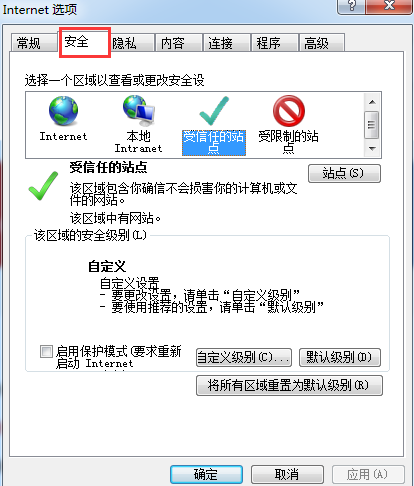 Internet 选项
常规 安全 隐私 内容 连接 程序 高级
选择一个区域以查看或更改安全设
Internet 本地 受信任的站 受限制的站
Intranet 点 点
受信任的站点
站点(S)
该区域包含你确信不会损害你的计算机或文
件的网站。
该区域中有网站。
该区域的安全级别(L)
自定义
自定义设置
- 要更改设置,请单击“自定义级别”
- 要使用推荐的设置,请单击“默认级别”
启用保护模式(要求重新
启动 Internet
自定义级别(C)... 默认级别(D)
将所有区域重置为默认级别(R)
确定 取消 应用(A)